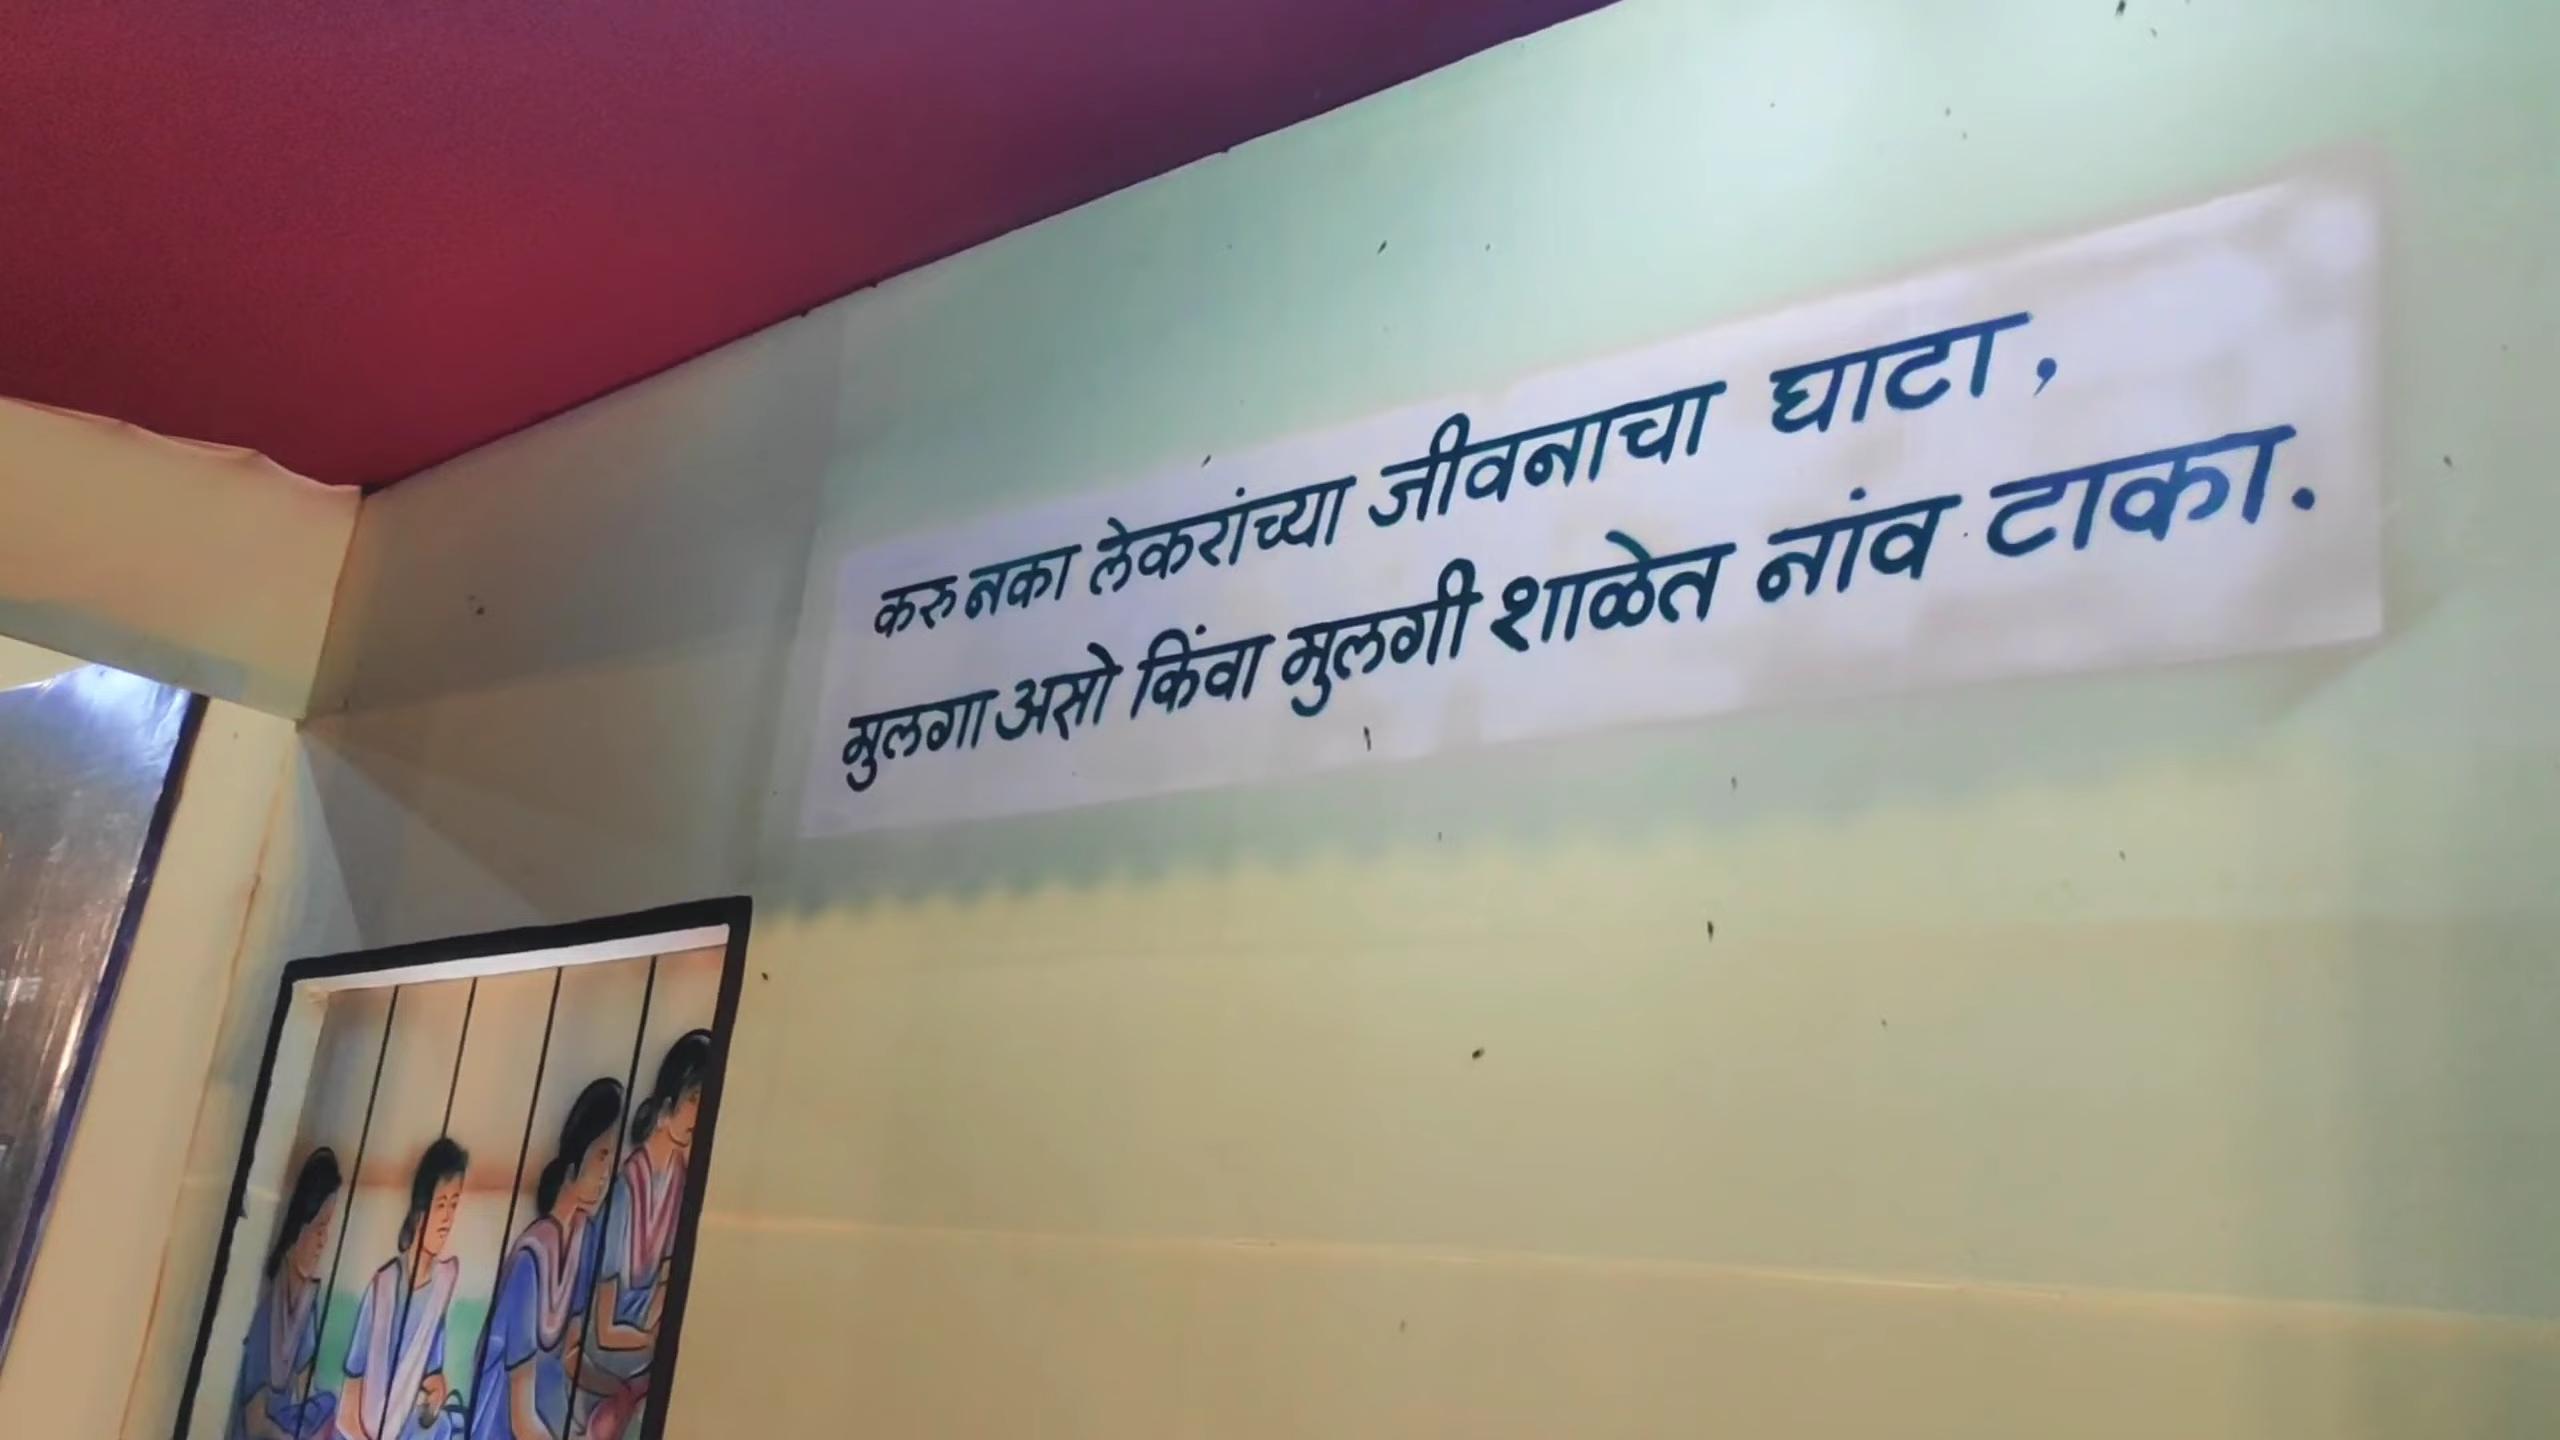 करु नका लेकरांच्या जीवनाचा घाटा,
मुलगा असो किंवा मुलगी शाळेत नांव टाका.